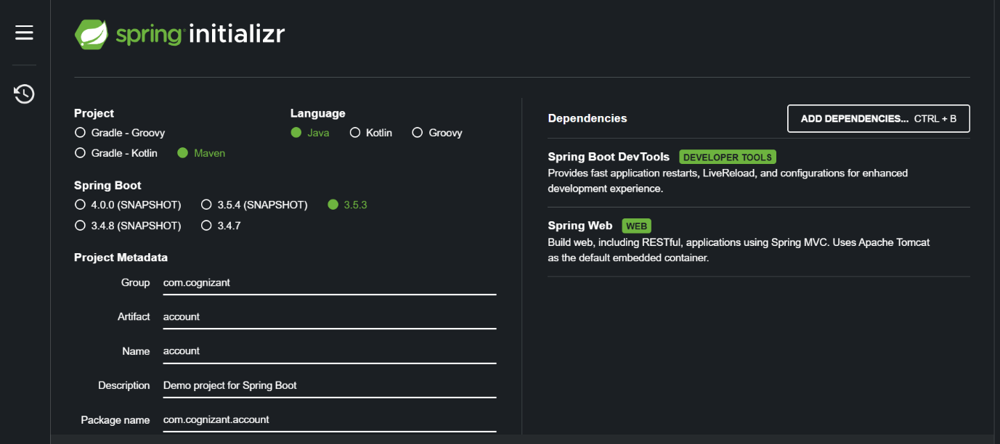 spring initializr
Project
Gradle - Groovy
Gradle - Kotlin Maven
Language
Java Kotlin Groovy
Spring Boot
4.0.0 (SNAPSHOT) 3.5.4 (SNAPSHOT) 3.5.3
3.4.8 (SNAPSHOT) 3.4.7
Project Metadata
Group com.cognizant
Artifact account
Name account
Description Demo project for Spring Boot
Package name com.cognizant.account
Dependencies
ADD DEPENDENCIES... CTRL + B
Spring Boot DevTools DEVELOPER TOOLS
Provides fast application restarts, LiveReload, and configurations for enhanced
development experience.
Spring Web WEB
Build web, including RESTful, applications using Spring MVC. Uses Apache Tomcat
as the default embedded container.